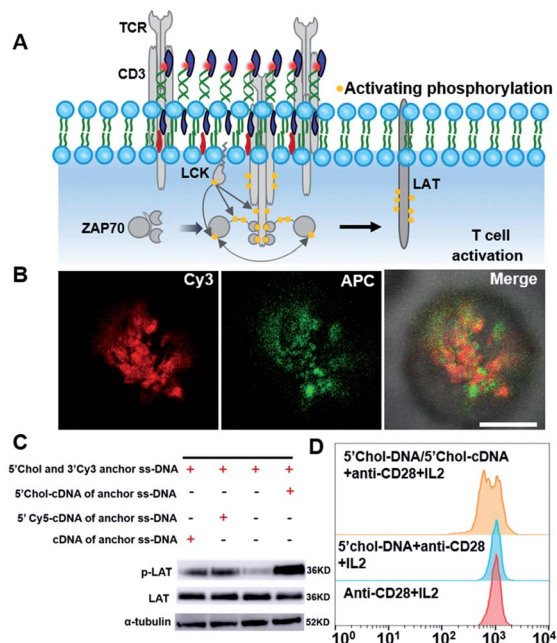 A
TCR
CD3
Activating phosphorylation
LCK
LAT
ZAP70
T cell
activation
B
Cy3
APC
Merge
C
5'Chol and 3'Cy3 anchor ss-DNA + + + +
5'Chol-cDNA of anchor ss-DNA - - - +
5' Cy5-cDNA of anchor ss-DNA - + - -
cDNA of anchor ss-DNA + - - -
p-LAT 36KD
LAT 36KD
α-tubulin 52KD
D
5'Chol-DNA/5'Chol-cDNA
+anti-CD28+IL2
5'chol-DNA+anti-CD28
+IL2
Anti-CD28+IL2
10⁰ 10¹ 10² 10³ 10⁴